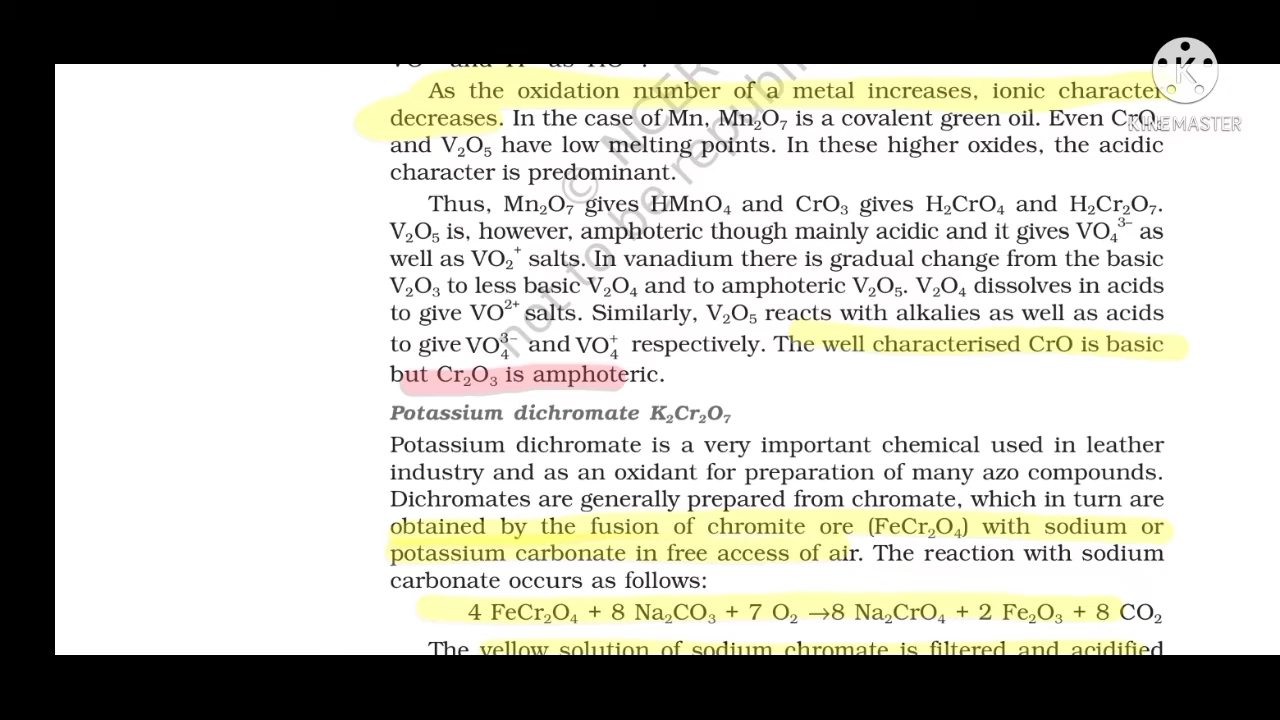 As the oxidation number of a metal increases, ionic character
decreases. In the case of Mn, Mn₂O₇ is a covalent green oil. Even CrO₃
and V₂O₅ have low melting points. In these higher oxides, the acidic
character is predominant.
Thus, Mn₂O₇ gives HMnO₄ and CrO₃ gives H₂CrO₄ and H₂Cr₂O₇.
V₂O₅ is, however, amphoteric though mainly acidic and it gives VO₄³⁻ as
well as VO₂⁺ salts. In vanadium there is gradual change from the basic
V₂O₃ to less basic V₂O₄ and to amphoteric V₂O₅. V₂O₄ dissolves in acids
to give VO²⁺ salts. Similarly, V₂O₅ reacts with alkalies as well as acids
to give VO₄³⁻ and VO₄⁺ respectively. The well characterised CrO is basic
but Cr₂O₃ is amphoteric.
Potassium dichromate K₂Cr₂O₇
Potassium dichromate is a very important chemical used in leather
industry and as an oxidant for preparation of many azo compounds.
Dichromates are generally prepared from chromate, which in turn are
obtained by the fusion of chromite ore (FeCr₂O₄) with sodium or
potassium carbonate in free access of air. The reaction with sodium
carbonate occurs as follows:
4 FeCr₂O₄ + 8 Na₂CO₃ + 7 O₂ →8 Na₂CrO₄ + 2 Fe₂O₃ + 8 CO₂
The yellow solution of sodium chromate is filtered and acidified
© NCER
not to be republi
K
KINEMASTER